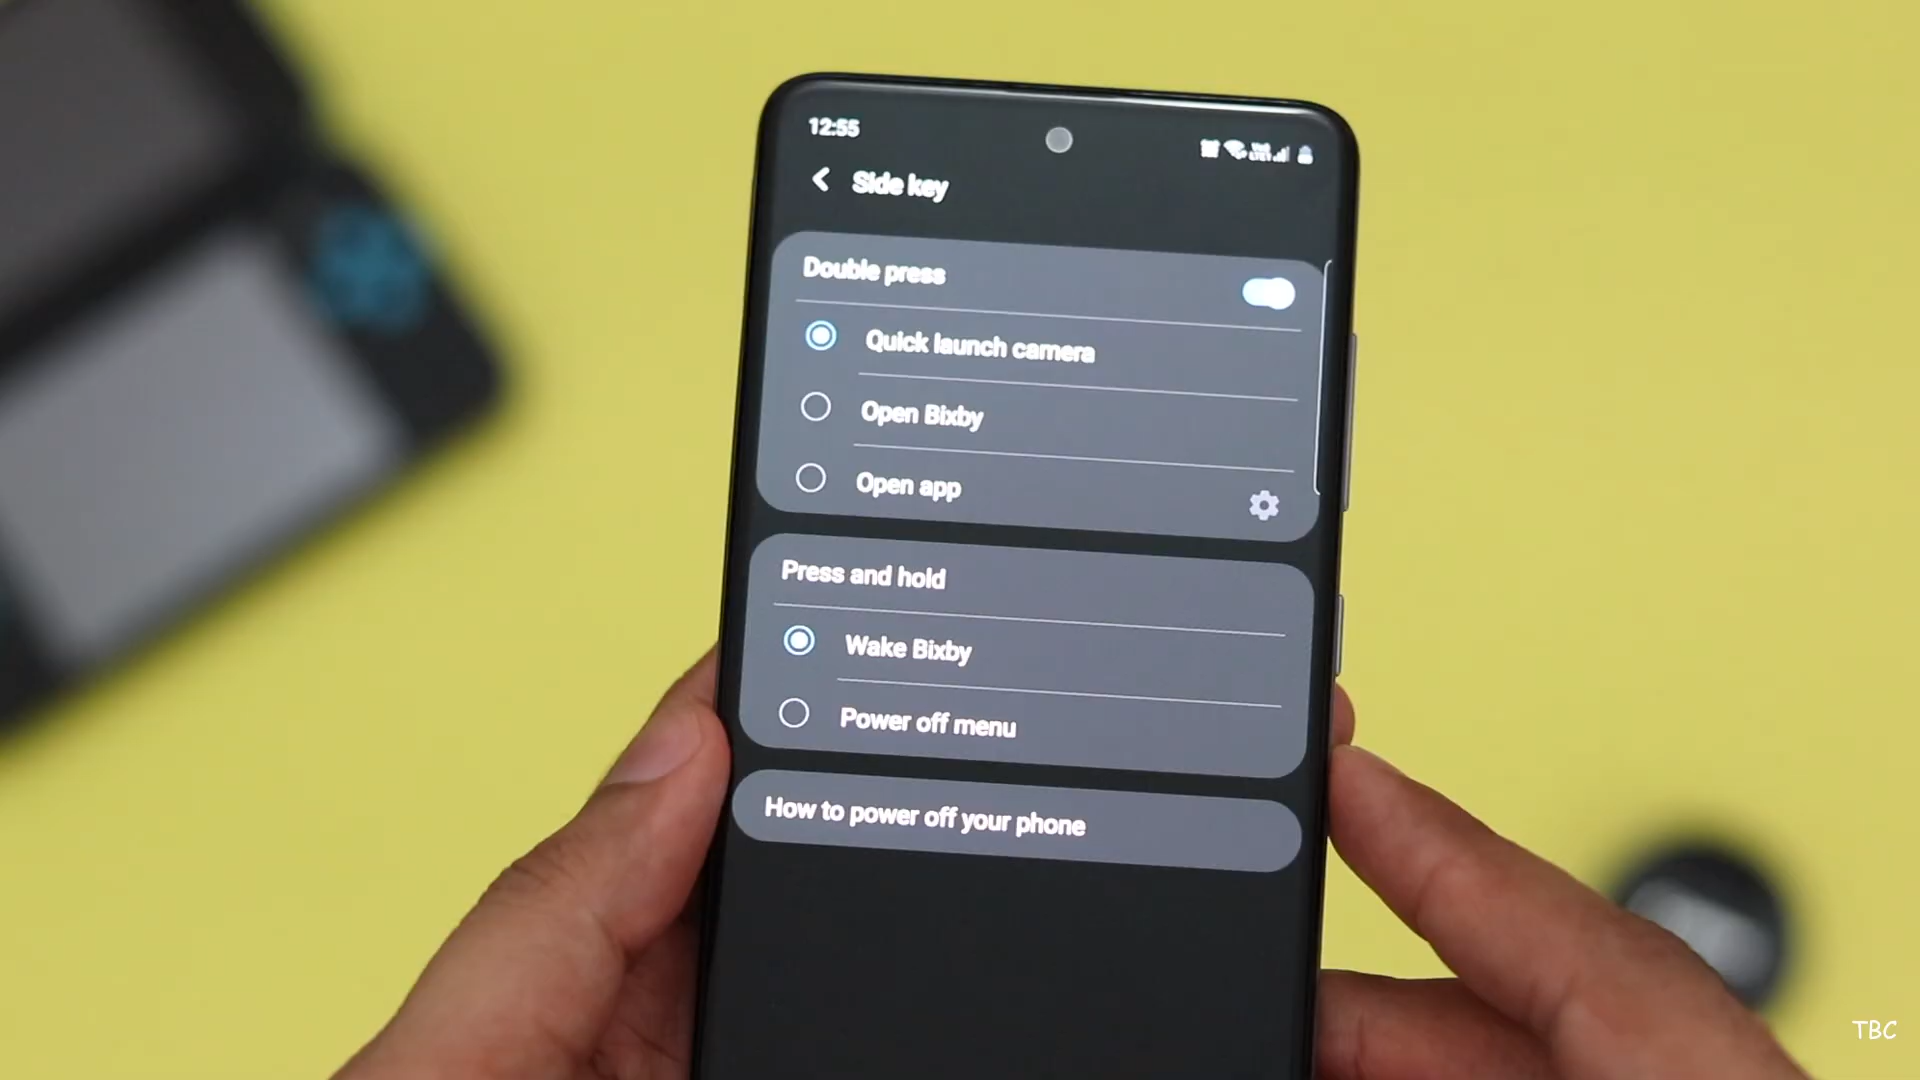 12:55
Side key
Double press
Quick launch camera
Open Bixby
Open app
Press and hold
Wake Bixby
Power off menu
How to power off your phone
TBC